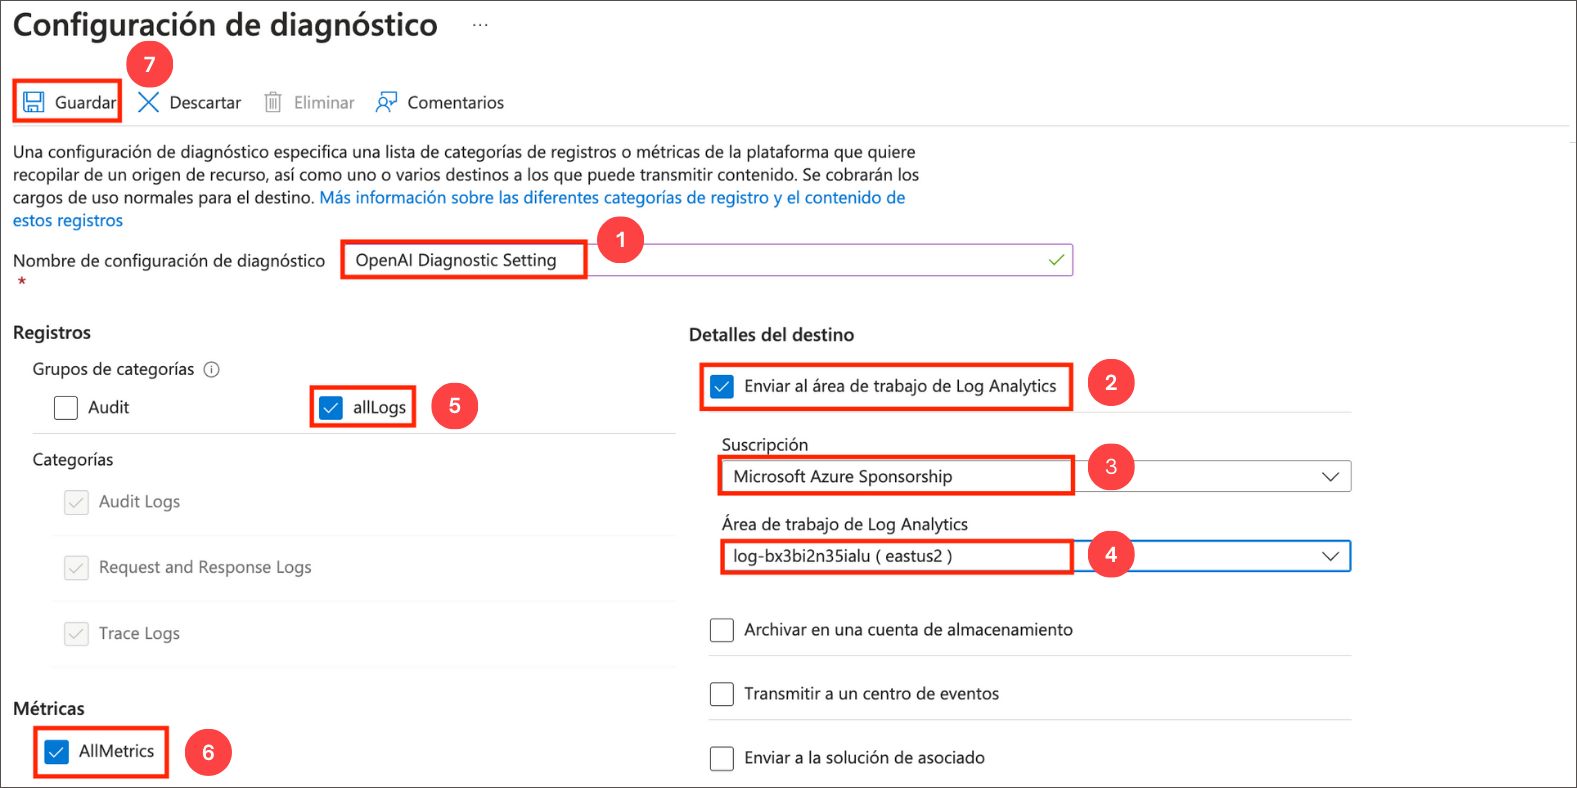 Configuración de diagnóstico ...
7
Guardar Descartar Eliminar Comentarios
Una configuración de diagnóstico especifica una lista de categorías de registros o métricas de la plataforma que quiere
recopilar de un origen de recurso, así como uno o varios destinos a los que puede transmitir contenido. Se cobrarán los
cargos de uso normales para el destino. Más información sobre las diferentes categorías de registro y el contenido de
estos registros
Nombre de configuración de diagnóstico OpenAI Diagnostic Setting 1
*
Registros
Grupos de categorías
Audit allLogs 5
Categorías
Audit Logs
Request and Response Logs
Trace Logs
Métricas
AllMetrics 6
Detalles del destino
Enviar al área de trabajo de Log Analytics 2
Suscripción
Microsoft Azure Sponsorship 3
Área de trabajo de Log Analytics
log-bx3bi2n35ialu ( eastus2 ) 4
Archivar en una cuenta de almacenamiento
Transmitir a un centro de eventos
Enviar a la solución de asociado